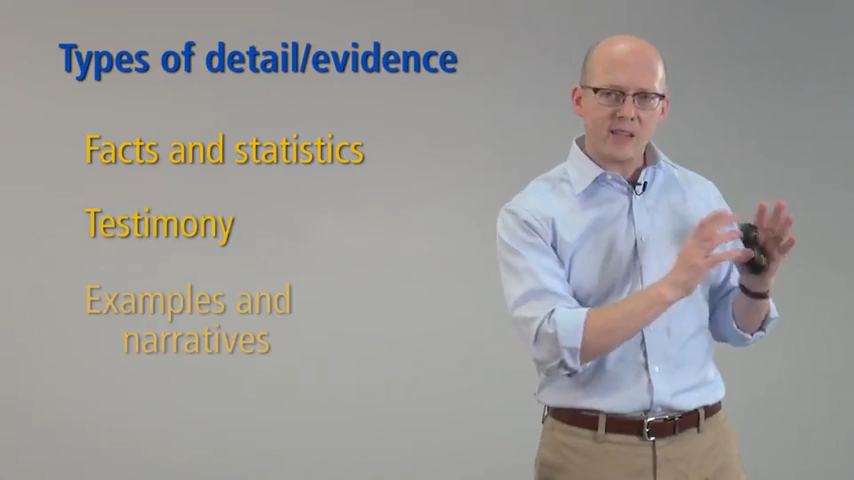 Types of detail/evidence
Facts and statistics
Testimony
Examples and
narratives